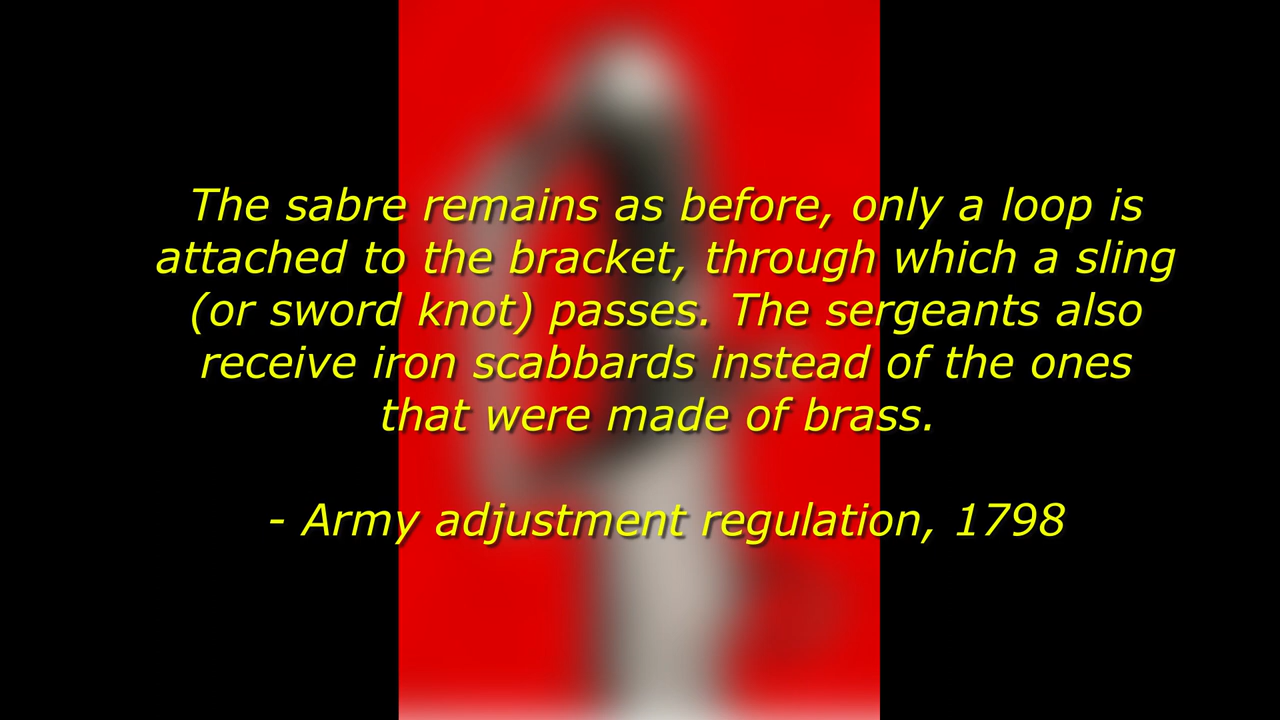 The sabre remains as before, only a loop is
attached to the bracket, through which a sling
(or sword knot) passes. The sergeants also
receive iron scabbards instead of the ones
that were made of brass.
- Army adjustment regulation, 1798